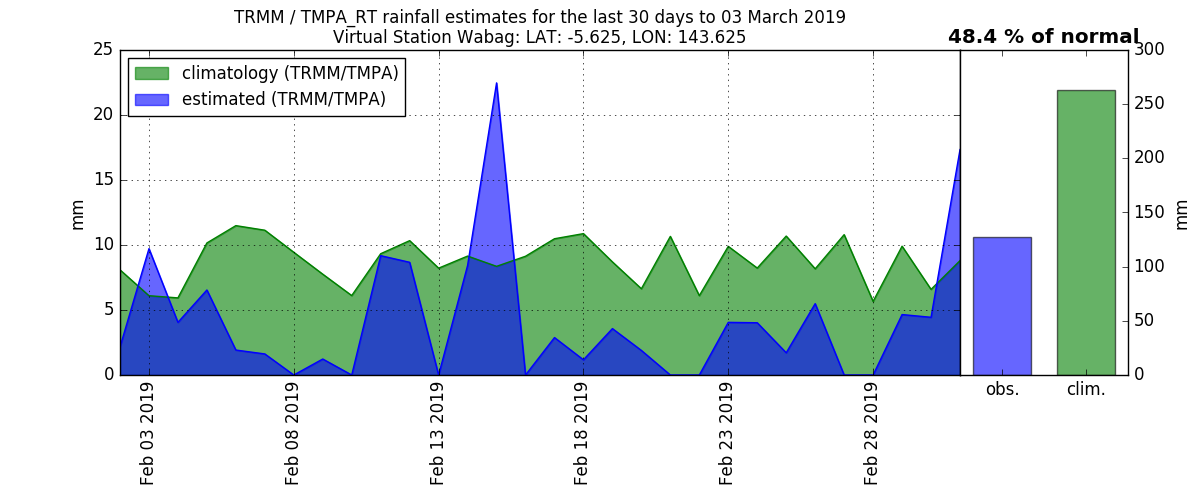 TRMM / TMPA_RT rainfall estimates for the last 30 days to 03 March 2019
Virtual Station Wabag: LAT: -5.625, LON: 143.625
48.4 % of normal
climatology (TRMM/TMPA)
estimated (TRMM/TMPA)
25
20
15
10
5
0
mm
Feb 03 2019
Feb 08 2019
Feb 13 2019
Feb 18 2019
Feb 23 2019
Feb 28 2019
obs.
clim.
300
250
200
150
100
50
0
mm